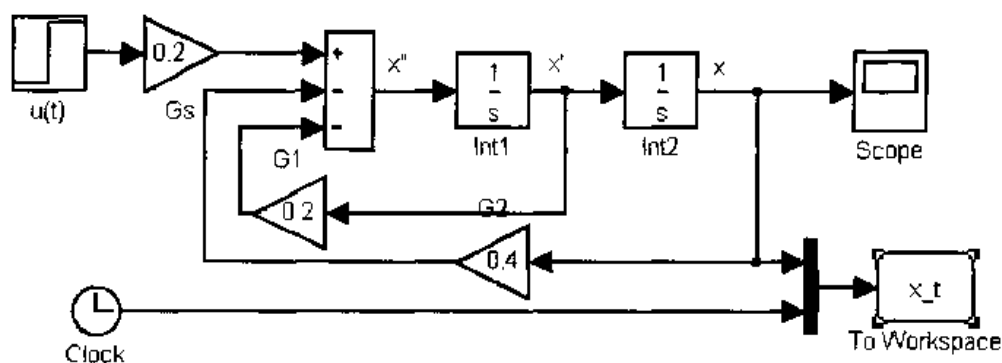 0.2
u(t)
Gs
+
−
−
x"
1
s
Int1
x'
1
s
Int2
x
Scope
G1
0.2
G2
0.4
Clock
x_t
To Workspace